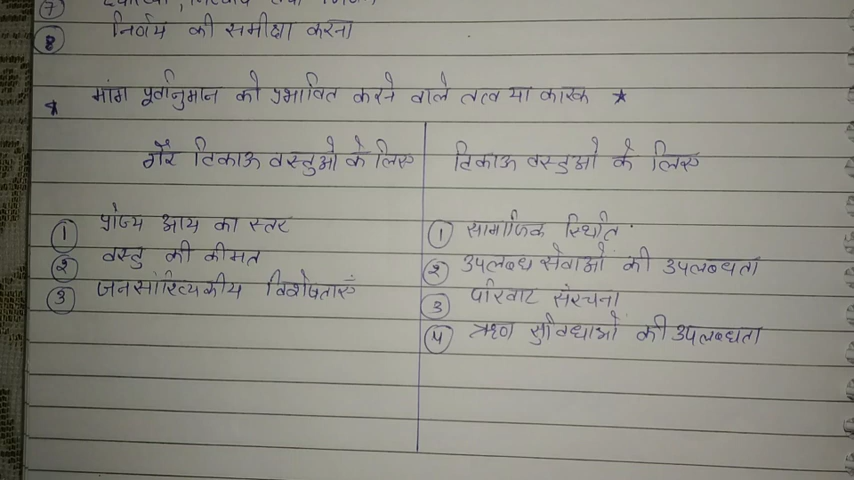 7
8 निर्णय की समीक्षा करना
* मांग पूर्वानुमान को प्रभावित करने वाले तत्व या कारक *
गैर टिकाऊ वस्तुओं के लिए
टिकाऊ वस्तुओं के लिए
1 प्रोज्य आय का स्तर
2 वस्तु की कीमत
3 जनसांख्यिकीय विशेषताएँ
1 सामाजिक स्थिति
2 उपलब्ध सेवाओं की उपलब्धता
3 परिवार संरचना
4 ऋण सुविधाओं की उपलब्धता